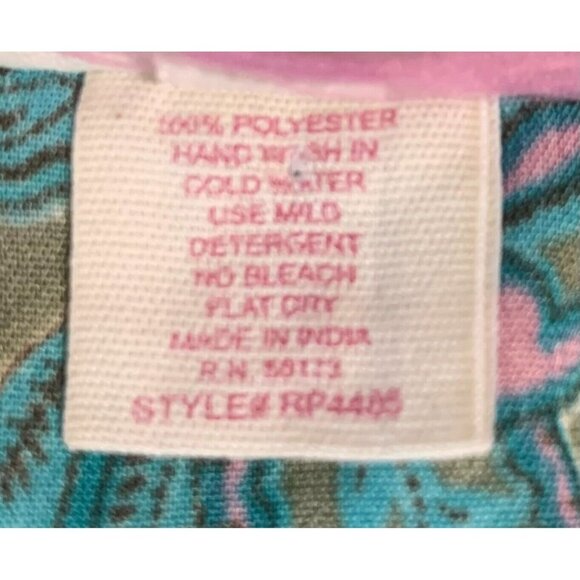 100% POLYESTER
HAND WASH IN
COLD WATER
USE MILD
DETERGENT
NO BLEACH
FLAT DRY
MADE IN INDIA
R.N.
STYLE# RP4485